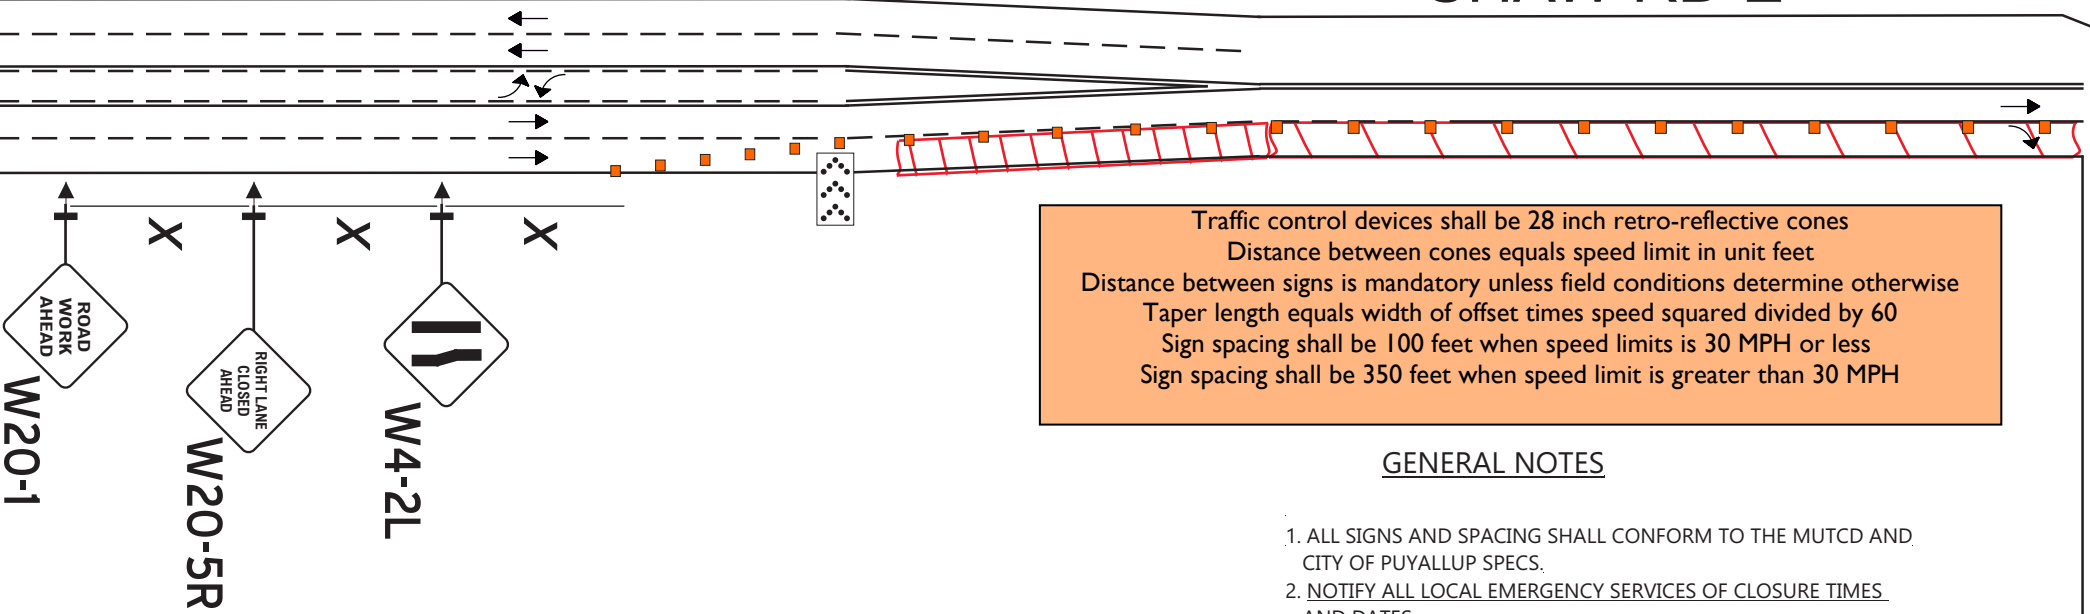 X
X
X
ROAD
WORK
AHEAD
W20-1
RIGHT LANE
CLOSED
AHEAD
W20-5R
W4-2L
Traffic control devices shall be 28 inch retro-reflective cones
Distance between cones equals speed limit in unit feet
Distance between signs is mandatory unless field conditions determine otherwise
Taper length equals width of offset times speed squared divided by 60
Sign spacing shall be 100 feet when speed limits is 30 MPH or less
Sign spacing shall be 350 feet when speed limit is greater than 30 MPH
GENERAL NOTES
1. ALL SIGNS AND SPACING SHALL CONFORM TO THE MUTCD AND
CITY OF PUYALLUP SPECS.
2. NOTIFY ALL LOCAL EMERGENCY SERVICES OF CLOSURE TIMES
AND DATES